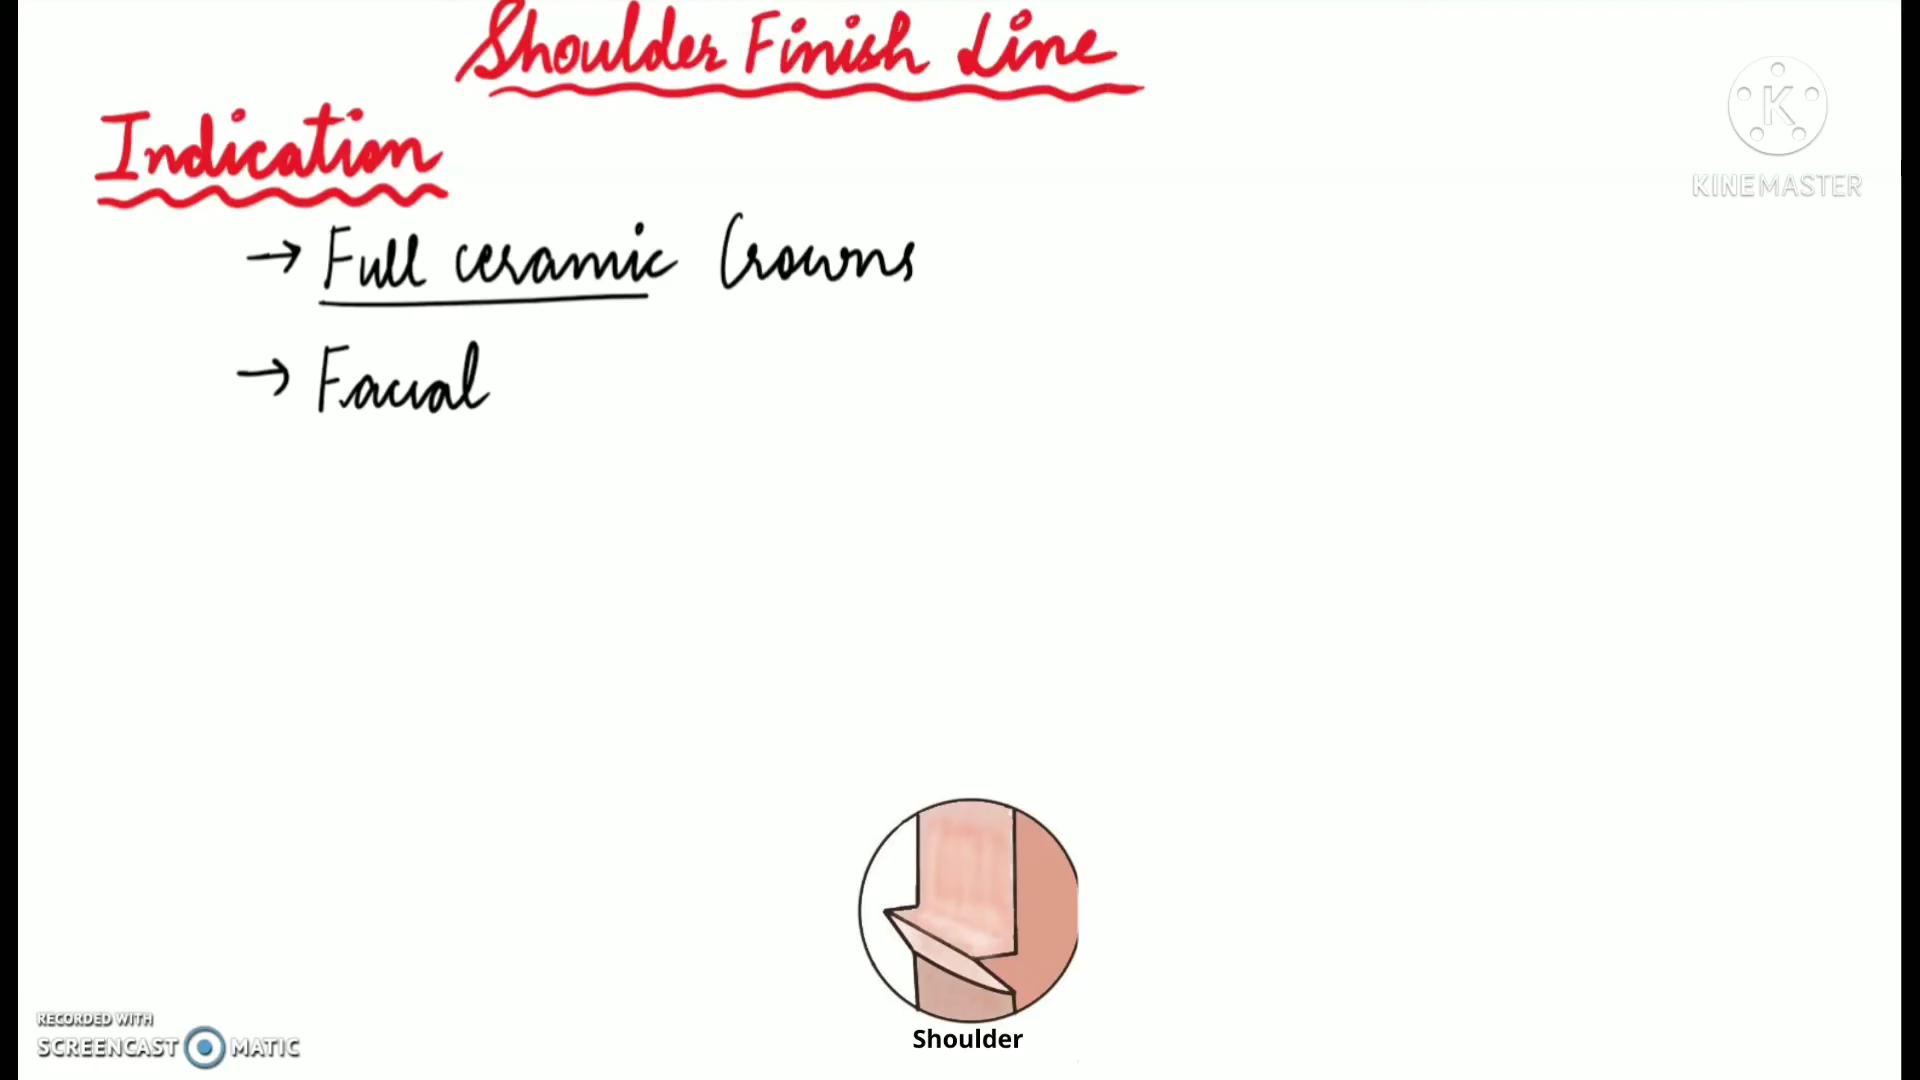 Shoulder Finish Line
Indication
→ Full ceramic Crowns
→ Facial
K
KINEMASTER
Shoulder
RECORDED WITH
SCREENCAST MATIC